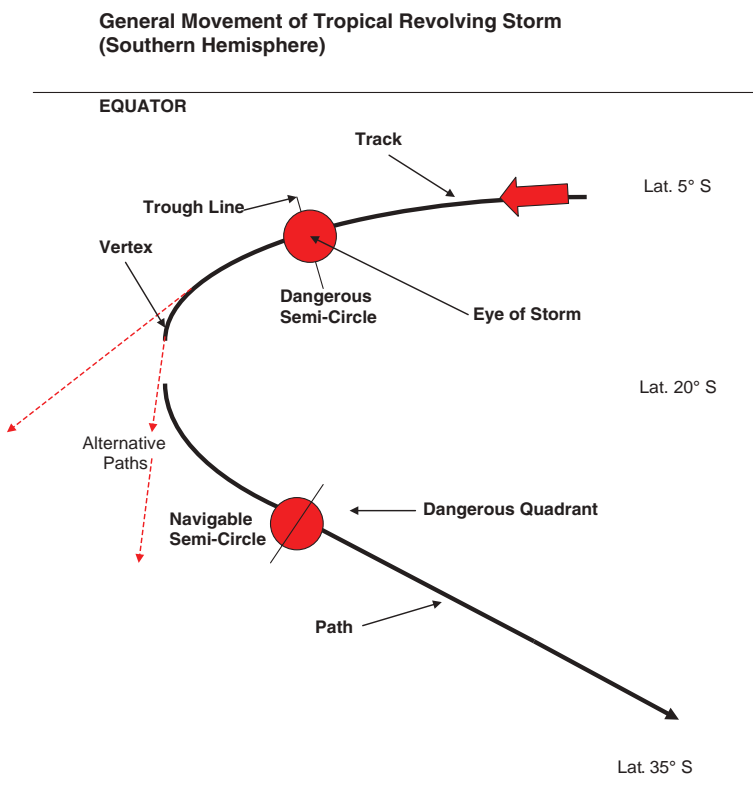 General Movement of Tropical Revolving Storm
(Southern Hemisphere)
EQUATOR
Track
Lat. 5° S
Trough Line
Vertex
Dangerous
Semi-Circle
Eye of Storm
Lat. 20° S
Alternative
Paths
Navigable
Semi-Circle
Dangerous Quadrant
Path
Lat. 35° S